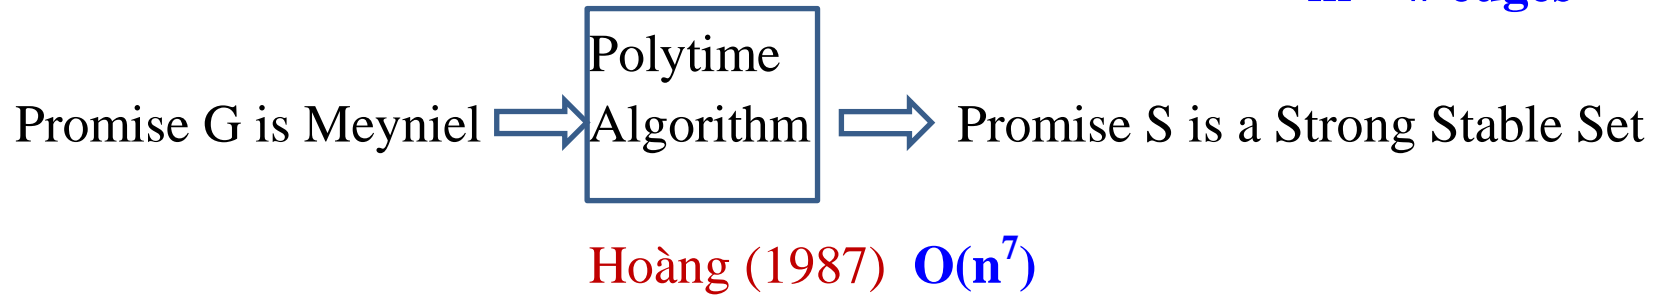 Polytime
Promise G is Meyniel Algorithm Promise S is a Strong Stable Set
Hoàng (1987) O(n⁷)